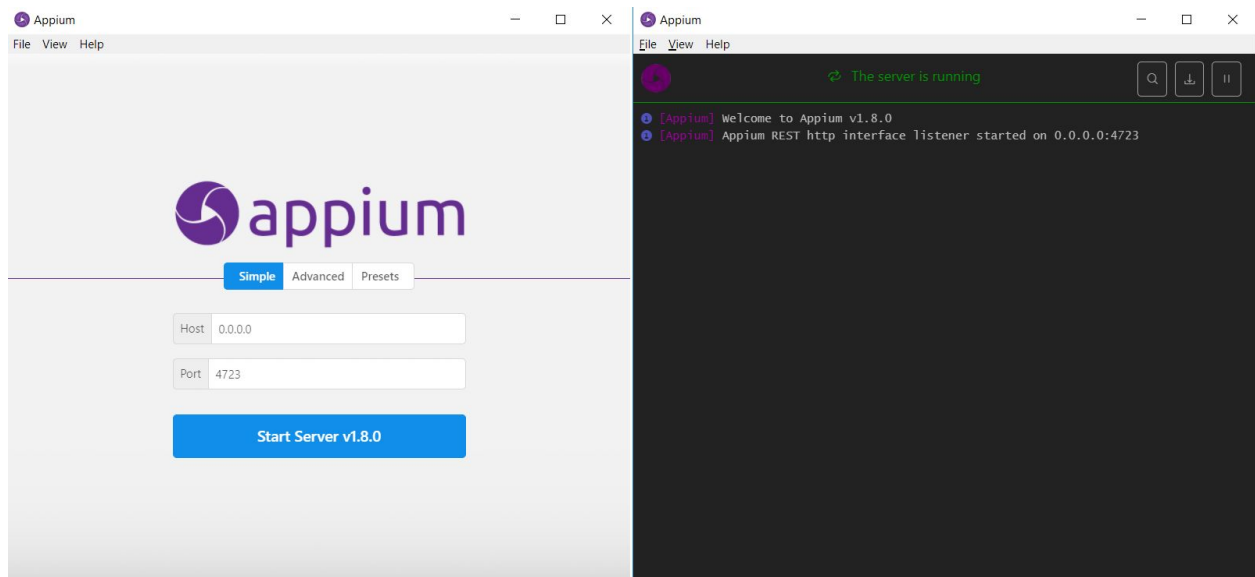 Appium
File View Help
appium
Simple Advanced Presets
Host 0.0.0.0
Port 4723
Start Server v1.8.0
Appium
File View Help
The server is running
[Appium] Welcome to Appium v1.8.0
[Appium] Appium REST http interface listener started on 0.0.0.0:4723